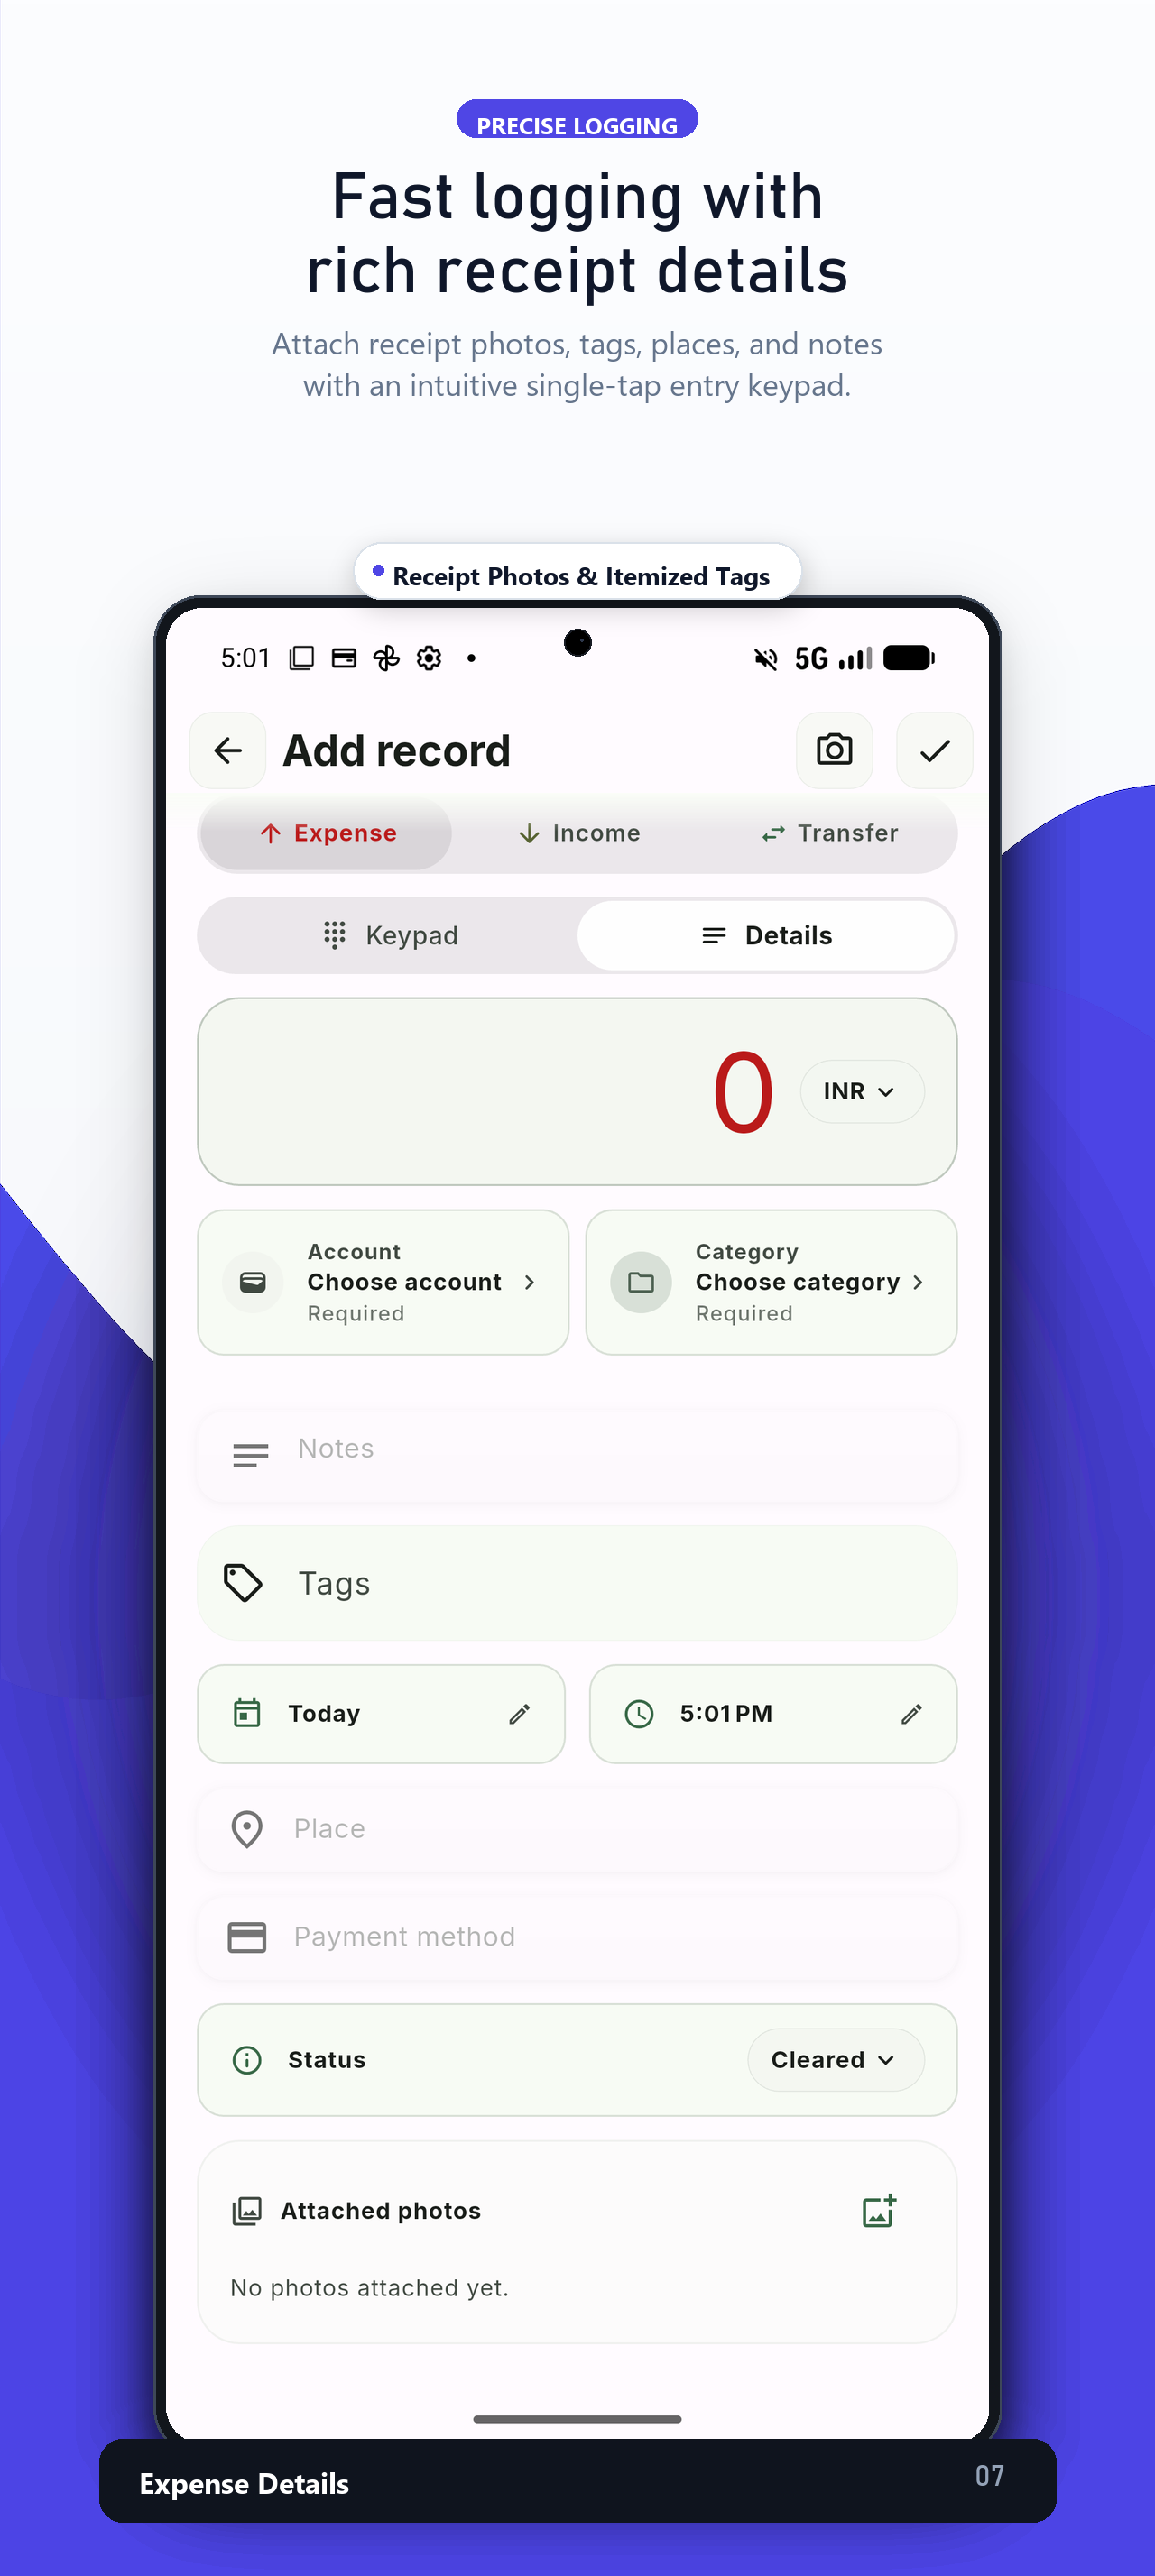 PRECISE LOGGING
Fast logging with
rich receipt details
Attach receipt photos, tags, places, and notes
with an intuitive single-tap entry keypad.
Receipt Photos & Itemized Tags
5:01
5G
Add record
Expense
Income
Transfer
Keypad
Details
0
INR
Account
Choose account
Required
Category
Choose category
Required
Notes
Tags
Today
5:01 PM
Place
Payment method
Status
Cleared
Attached photos
No photos attached yet.
Expense Details
07